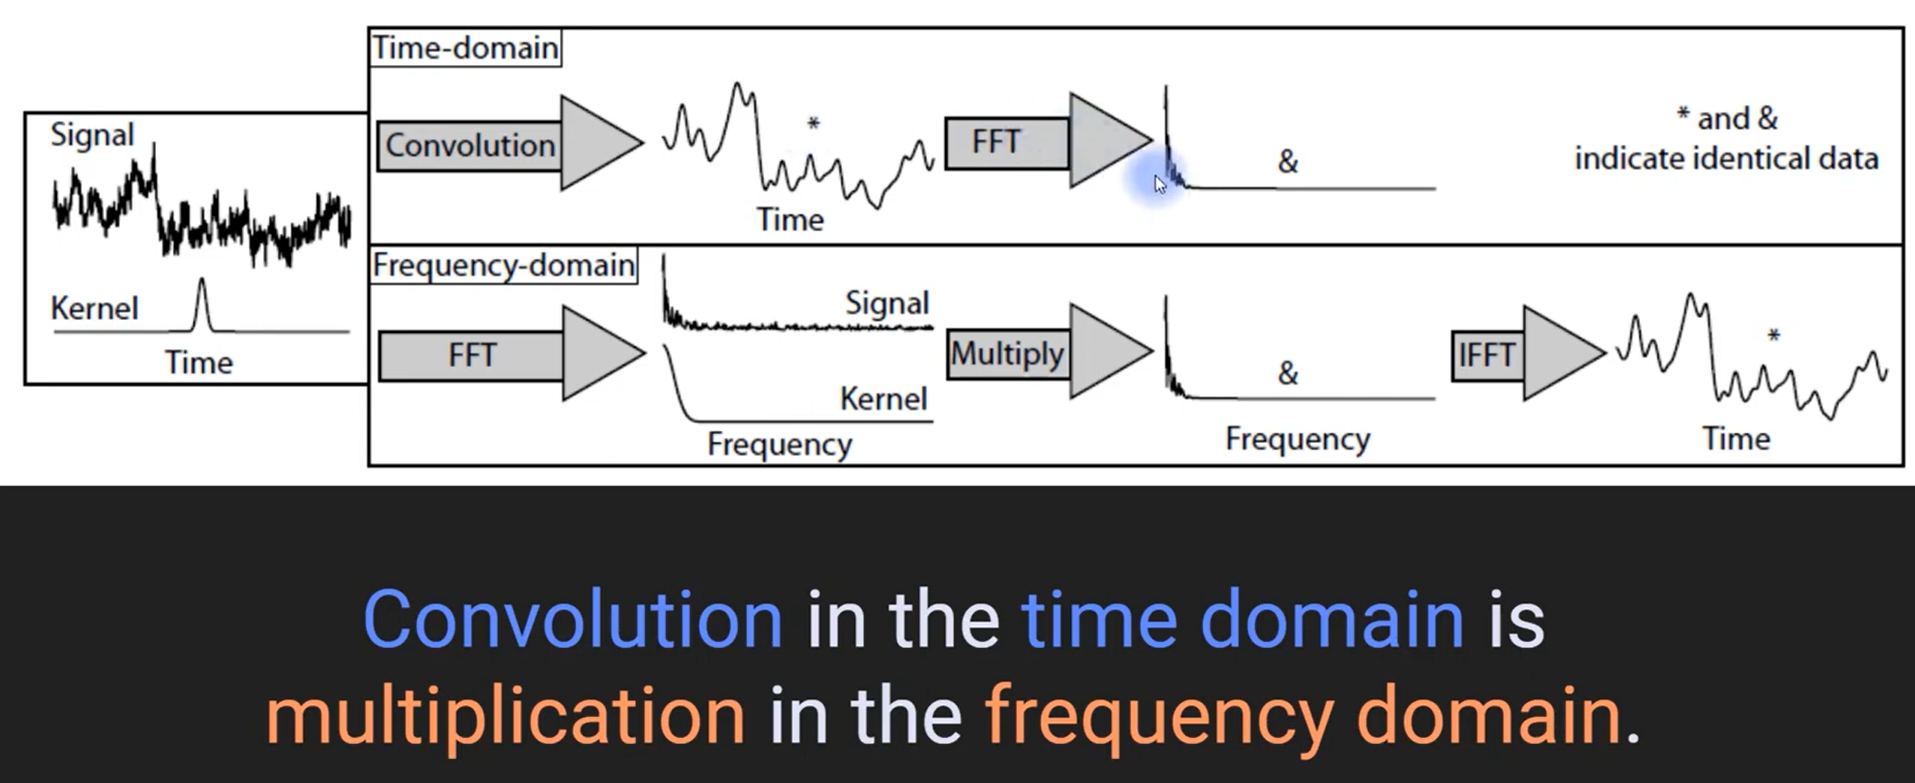 Signal
Kernel
Time
Time-domain
Convolution
*
Time
FFT
&
* and &
indicate identical data
Frequency-domain
FFT
Signal
Kernel
Frequency
Multiply
&
Frequency
IFFT
*
Time
Convolution in the time domain is
multiplication in the frequency domain.